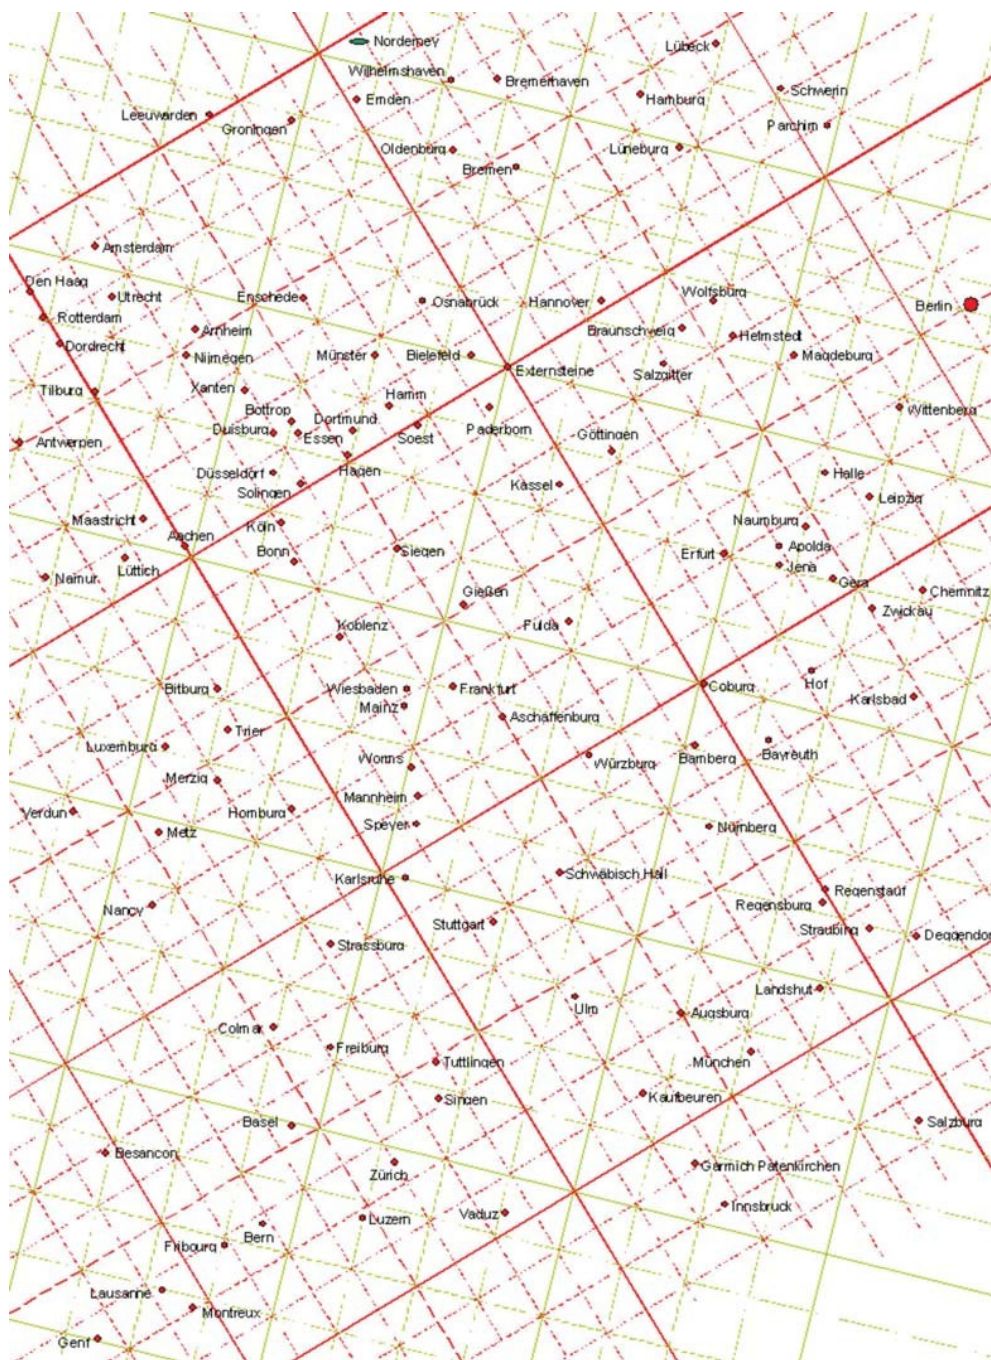 Norderney
Lübeck
Wilhelmshaven
Bremerhaven
Schwerin
Emden
Hamburg
Leeuwarden
Groningen
Parchim
Oldenburg
Lüneburg
Bremen
Amsterdam
Den Haag
Utrecht
Enschede
Osnabrück
Hannover
Wolfsburg
Berlin
Rotterdam
Arnheim
Braunschweig
Helmstedt
Dordrecht
Nijmegen
Münster
Bielefeld
Externsteine
Salzgitter
Magdeburg
Tilburg
Xanten
Hamm
Bottrop
Dortmund
Paderborn
Wittenberg
Antwerpen
Duisburg
Essen
Soest
Göttingen
Hagen
Düsseldorf
Solingen
Kassel
Halle
Leipzig
Maastricht
Köln
Naumburg
Aachen
Bonn
Siegen
Erfurt
Apolda
Lüttich
Jena
Namur
Gera
Chemnitz
Gießen
Zwickau
Koblenz
Fulda
Bitburg
Wiesbaden
Frankfurt
Coburg
Hof
Karlsbad
Mainz
Aschaffenburg
Trier
Luxemburg
Worms
Würzburg
Bamberg
Bayreuth
Merzig
Mannheim
Verdun
Homburg
Speyer
Nürnberg
Metz
Karlsruhe
Schwäbisch Hall
Regenstauf
Nancy
Regensburg
Stuttgart
Straubing
Deggendor
Strassburg
Landshut
Ulm
Augsburg
Colmar
Freiburg
Tuttlingen
München
Singen
Kaufbeuren
Basel
Salzburg
Besancon
Zürich
Garmich Patenkirchen
Luzern
Vaduz
Innsbruck
Bern
Fribourg
Lausanne
Montreux
Genf